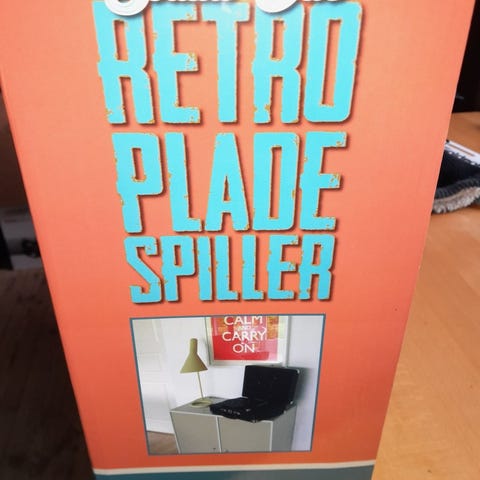 RETRO
PLADE
SPILLER
CALM
AND
CARRY
ON